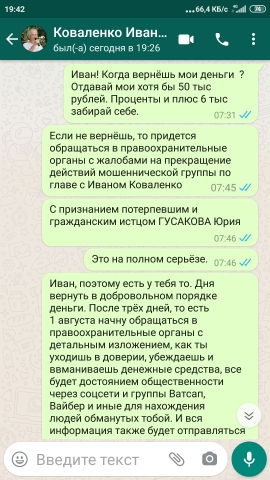 19:42
...66,4 КБ/с
76
Коваленко Иван...
был(-а) сегодня в 19:26
Иван! Когда вернёшь мои деньги ?
Отдавай мои хотя бы 50 тыс
рублей. Проценты и плюс 6 тыс
забирай себе.
07:31
Если не вернёшь, то придется
обращаться в правоохранительные
органы с жалобами на прекращение
действий мошеннической группы по
главе с Иваном Коваленко
07:45
С признанием потерпевшим и
гражданским истцом ГУСАКОВА Юрия
07:46
Это на полном серьёзе.
07:46
Иван, поэтому есть у тебя то. Дня
вернуть в добровольном порядке
деньги. После трёх дней, то есть
1 августа начну обращаться в
правоохранительные органы с
детальным изложением, как ты
уходишь в доверии, убеждаешь и
вманиваешь денежные средства, все
будет достоянием общественности
через соцсети и группы Ватсап,
Вайбер и иные для нахождения
людей обманутых тобой. И вся
информация также будет отправляться
Введите текст